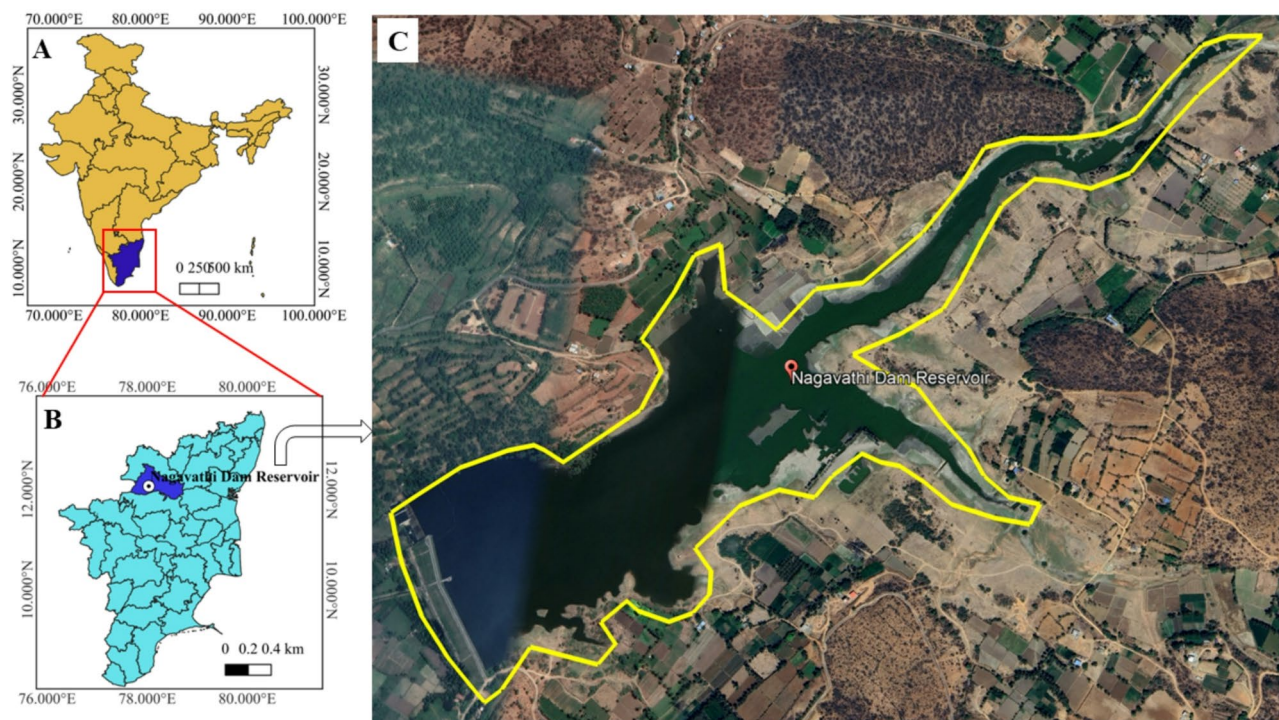 70.000°E 80.000°E 90.000°E 100.000°E
A
30.000°N
20.000°N
10.000°N
30.000°N
20.000°N
10.000°N
0 250500 km
70.000°E 80.000°E 90.000°E 100.000°E
76.000°E 78.000°E 80.000°E
B
12.000°N
10.000°N
12.000°N
10.000°N
Nagavathi Dam Reservoir
0 0.2 0.4 km
76.000°E 78.000°E 80.000°E
C
Nagavathi Dam Reservoir